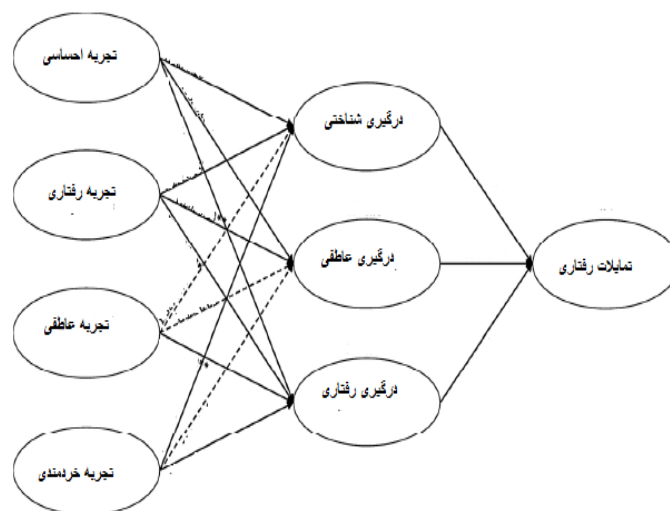 تجربه احساسی
درگیری شناختی
تجربه رفتاری
درگیری عاطفی
تمایلات رفتاری
تجربه عاطفی
درگیری رفتاری
تجربه خردمندی